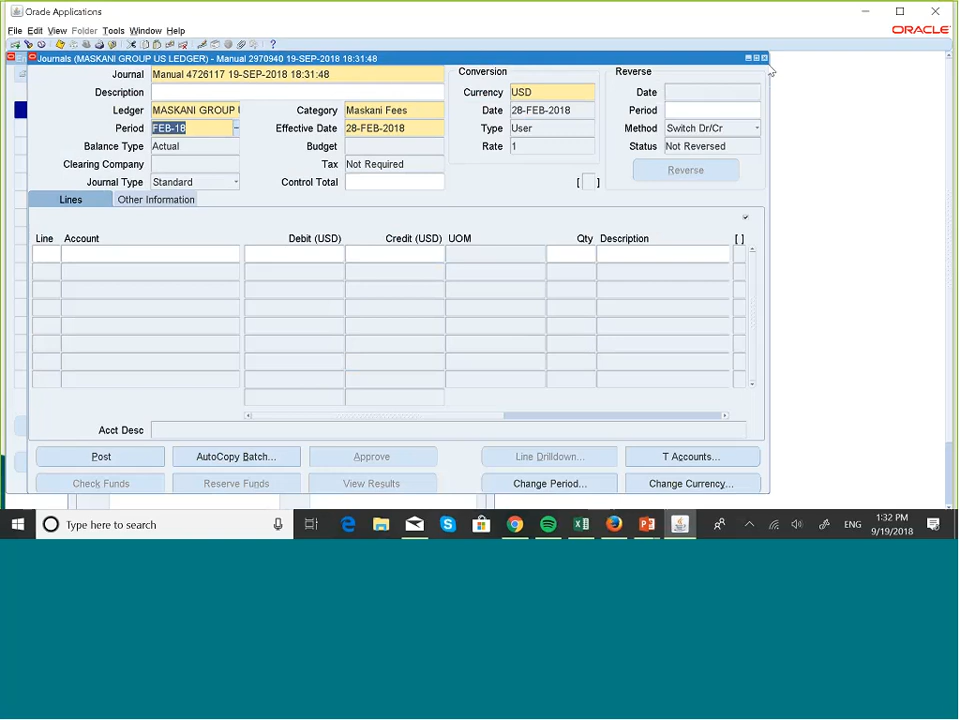 Oracle Applications
File Edit View Folder Tools Window Help
ORACLE
Journals (MASKANI GROUP US LEDGER) - Manual 2970940 19-SEP-2018 18:31:48
Journal Manual 4726117 19-SEP-2018 18:31:48
Description
Ledger MASKANI GROUP U
Category Maskani Fees
Period FEB-18
Effective Date 28-FEB-2018
Balance Type Actual
Budget
Clearing Company
Tax Not Required
Journal Type Standard
Control Total
Conversion
Currency USD
Date 28-FEB-2018
Type User
Rate 1
[ ]
Reverse
Date
Period
Method Switch Dr/Cr
Status Not Reversed
Reverse
Lines Other Information
Line Account Debit (USD) Credit (USD) UOM Qty Description [ ]
Acct Desc
Post AutoCopy Batch... Approve Line Drilldown... T Accounts...
Check Funds Reserve Funds View Results Change Period... Change Currency...
Type here to search
ENG
1:32 PM
9/19/2018